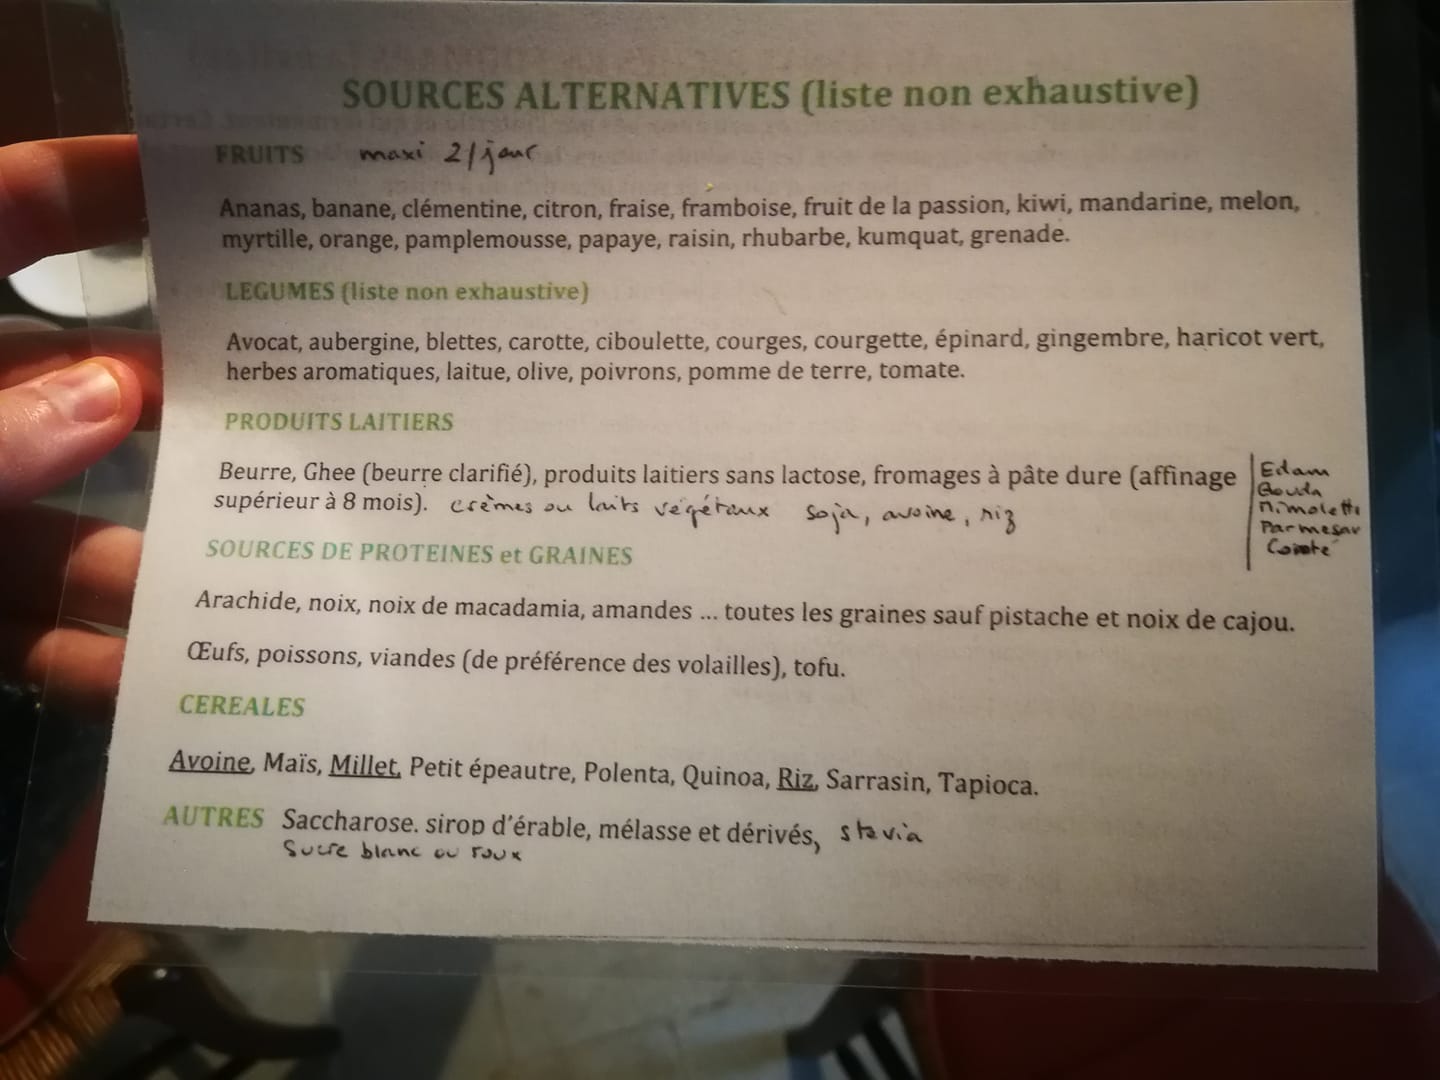 SOURCES ALTERNATIVES (liste non exhaustive)
FRUITS maxi 2/jour
Ananas, banane, clémentine, citron, fraise, framboise, fruit de la passion, kiwi, mandarine, melon,
myrtille, orange, pamplemousse, papaye, raisin, rhubarbe, kumquat, grenade.
LEGUMES (liste non exhaustive)
Avocat, aubergine, blettes, carotte, ciboulette, courges, courgette, épinard, gingembre, haricot vert,
herbes aromatiques, laitue, olive, poivrons, pomme de terre, tomate.
PRODUITS LAITIERS
Beurre, Ghee (beurre clarifié), produits laitiers sans lactose, fromages à pâte dure (affinage
supérieur à 8 mois). crèmes ou laits végétaux soja, avoine, riz
Edam
Gouda
Mimolette
Parmesan
Comté
SOURCES DE PROTEINES et GRAINES
Arachide, noix, noix de macadamia, amandes ... toutes les graines sauf pistache et noix de cajou.
Œufs, poissons, viandes (de préférence des volailles), tofu.
CEREALES
Avoine, Maïs, Millet, Petit épeautre, Polenta, Quinoa, Riz, Sarrasin, Tapioca.
AUTRES Saccharose. sirop d'érable, mélasse et dérivés, stevia
Sucre blanc ou roux